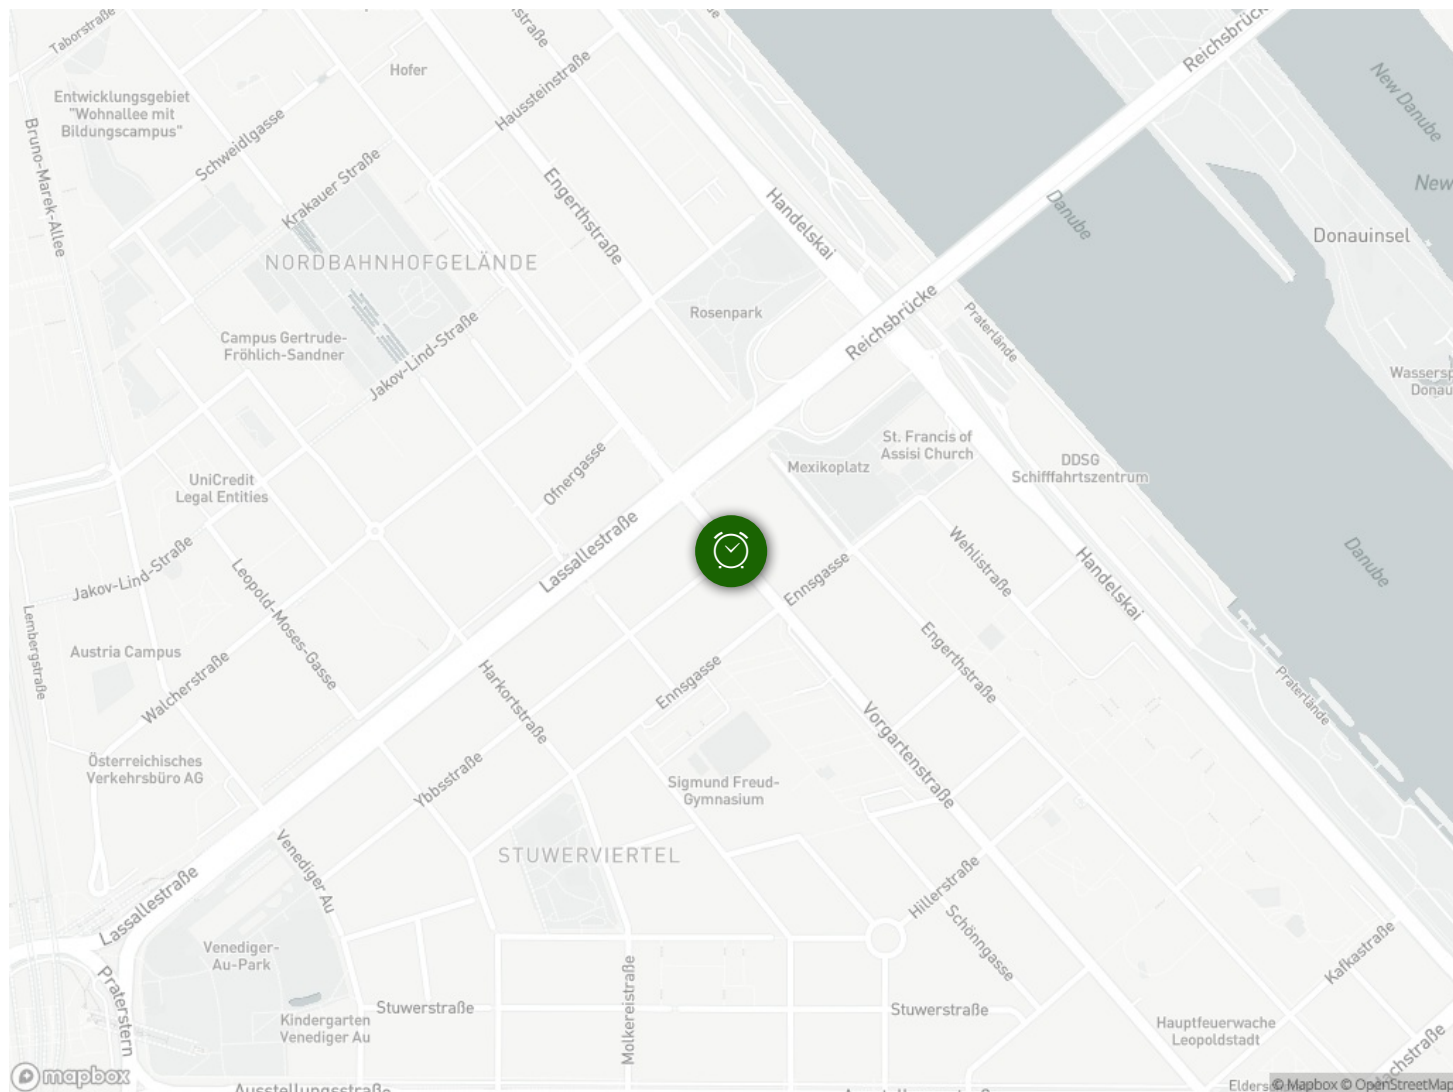 Taborstraße
Hofer
Haussteinstraße
Reichsbrücke
New Danube
Entwicklungsgebiet
"Wohnallee mit
Bildungscampus"
Bruno-Marek-Allee
Schweidlgasse
Krakauer Straße
Engerthstraße
Handelskai
Danube
New
Donauinsel
NORDBAHNHOFGELÄNDE
Rosenpark
Reichsbrücke
Praterlände
Campus Gertrude-
Fröhlich-Sandner
Jakov-Lind-Straße
Wassersp
Donau
St. Francis of
Assisi Church
Mexikoplatz
DDSG
Schifffahrtszentrum
UniCredit
Legal Entities
Ofnergasse
Lassallestraße
Jakov-Lind-Straße
Leopold-Moses-Gasse
Ennsgasse
Wehlistraße
Handelskai
Danube
Lembergstraße
Austria Campus
Walcherstraße
Harkortstraße
Ennsgasse
Engerthstraße
Praterlände
Österreichisches
Verkehrsbüro AG
Ybbsstraße
Sigmund Freud-
Gymnasium
Vorgartenstraße
STUWERVIERTEL
Venediger Au
Lassallestraße
Hillerstraße
Schönngasse
Venediger-
Au-Park
Kafkastraße
Praterstern
Stuwerstraße
Molkereistraße
Stuwerstraße
Kindergarten
Venediger Au
Hauptfeuerwache
Leopoldstadt
mapbox
Ausstellungsstraße
© Mapbox © OpenStreetMap